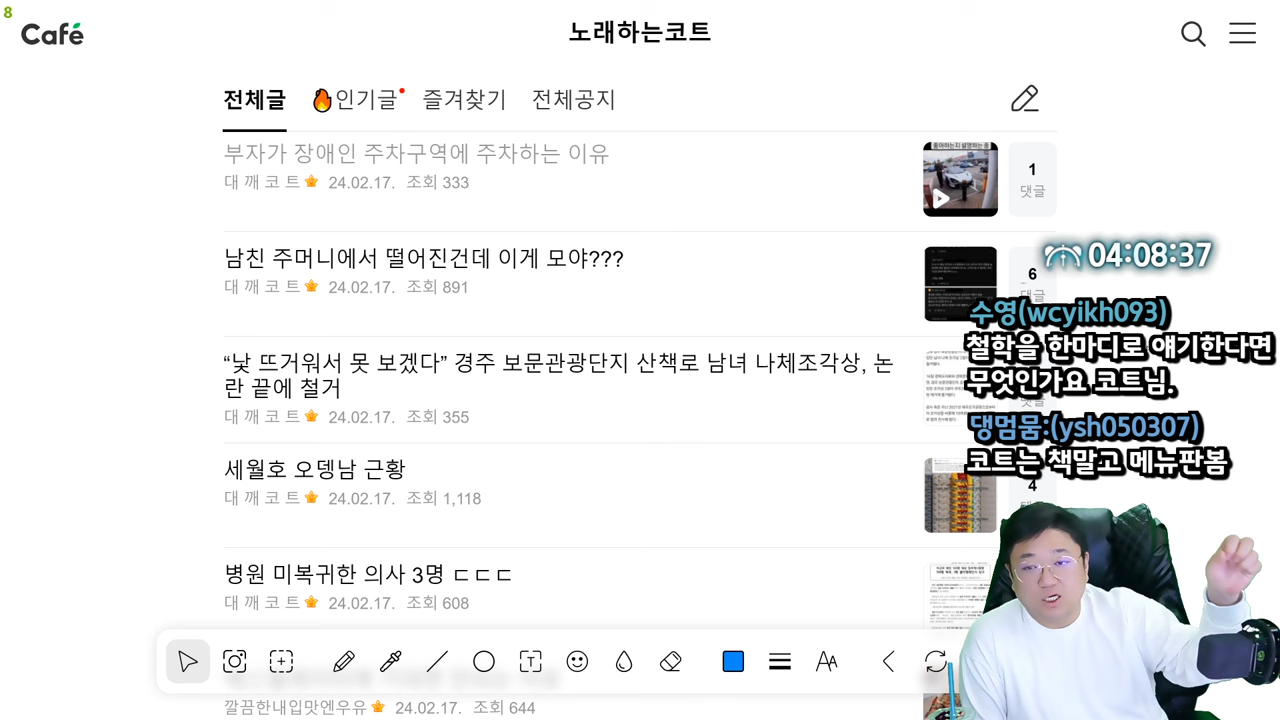 8
Café
노래하는코트
전체글 🔥인기글 즐겨찾기 전체공지
부자가 장애인 주차구역에 주차하는 이유
대 깨 코 트 24.02.17. 조회 333
1
댓글
남친 주머니에서 떨어진건데 이게 모야???
대 깨 코 트 24.02.17. 조회 891
6
댓글
04:08:37
수영(wcyikh093)
철학을 한마디로 얘기한다면
무엇인가요 코트님.
“낯 뜨거워서 못 보겠다” 경주 보문관광단지 산책로 남녀 나체조각상, 논
란 끝에 철거
대 깨 코 트 24.02.17. 조회 355
댕멈뭄:(ysh050307)
코트는 책말고 메뉴판봄
세월호 오뎅남 근황
대 깨 코 트 24.02.17. 조회 1,118
4
병원 미복귀한 의사 3명 ㄷㄷㄷ
대 깨 코 트 24.02.17. 조회 608
깔끔한내입맛엔우유 24.02.17. 조회 644